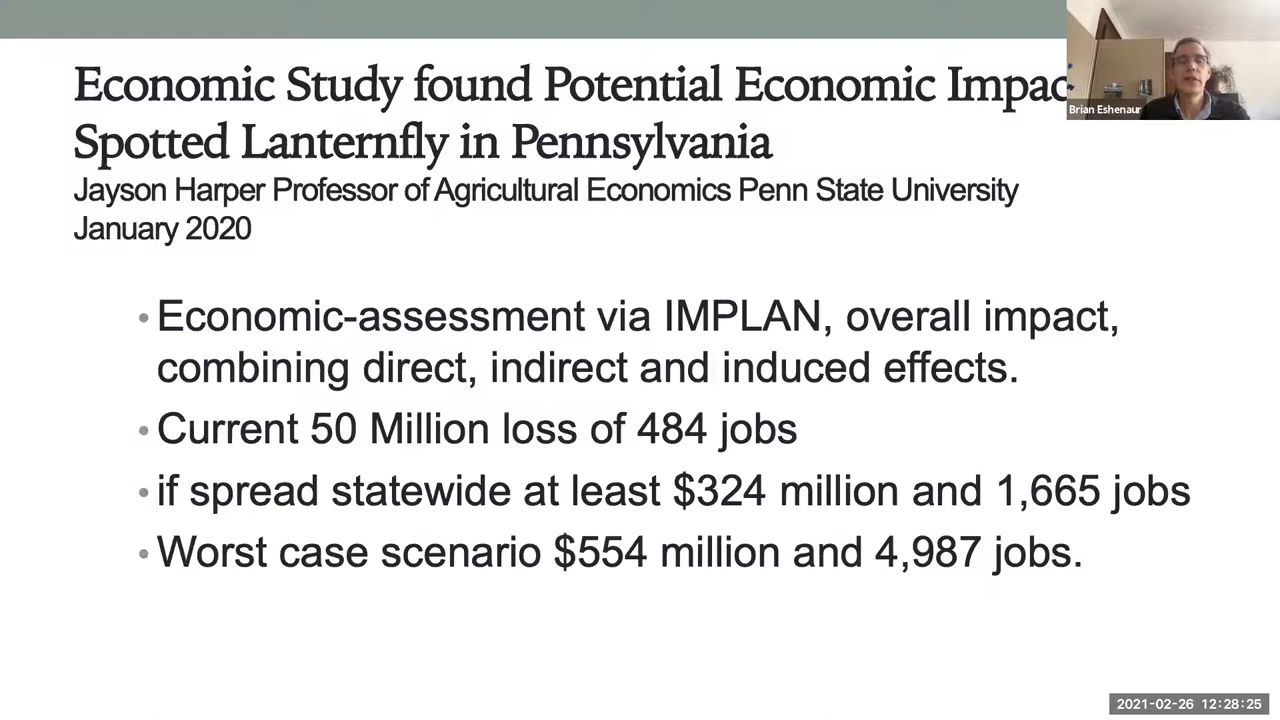 Economic Study found Potential Economic Impac
Spotted Lanternfly in Pennsylvania
Jayson Harper Professor of Agricultural Economics Penn State University
January 2020
• Economic-assessment via IMPLAN, overall impact,
combining direct, indirect and induced effects.
• Current 50 Million loss of 484 jobs
• if spread statewide at least $324 million and 1,665 jobs
• Worst case scenario $554 million and 4,987 jobs.
Brian Eshenaur
2021-02-26 12:28:25